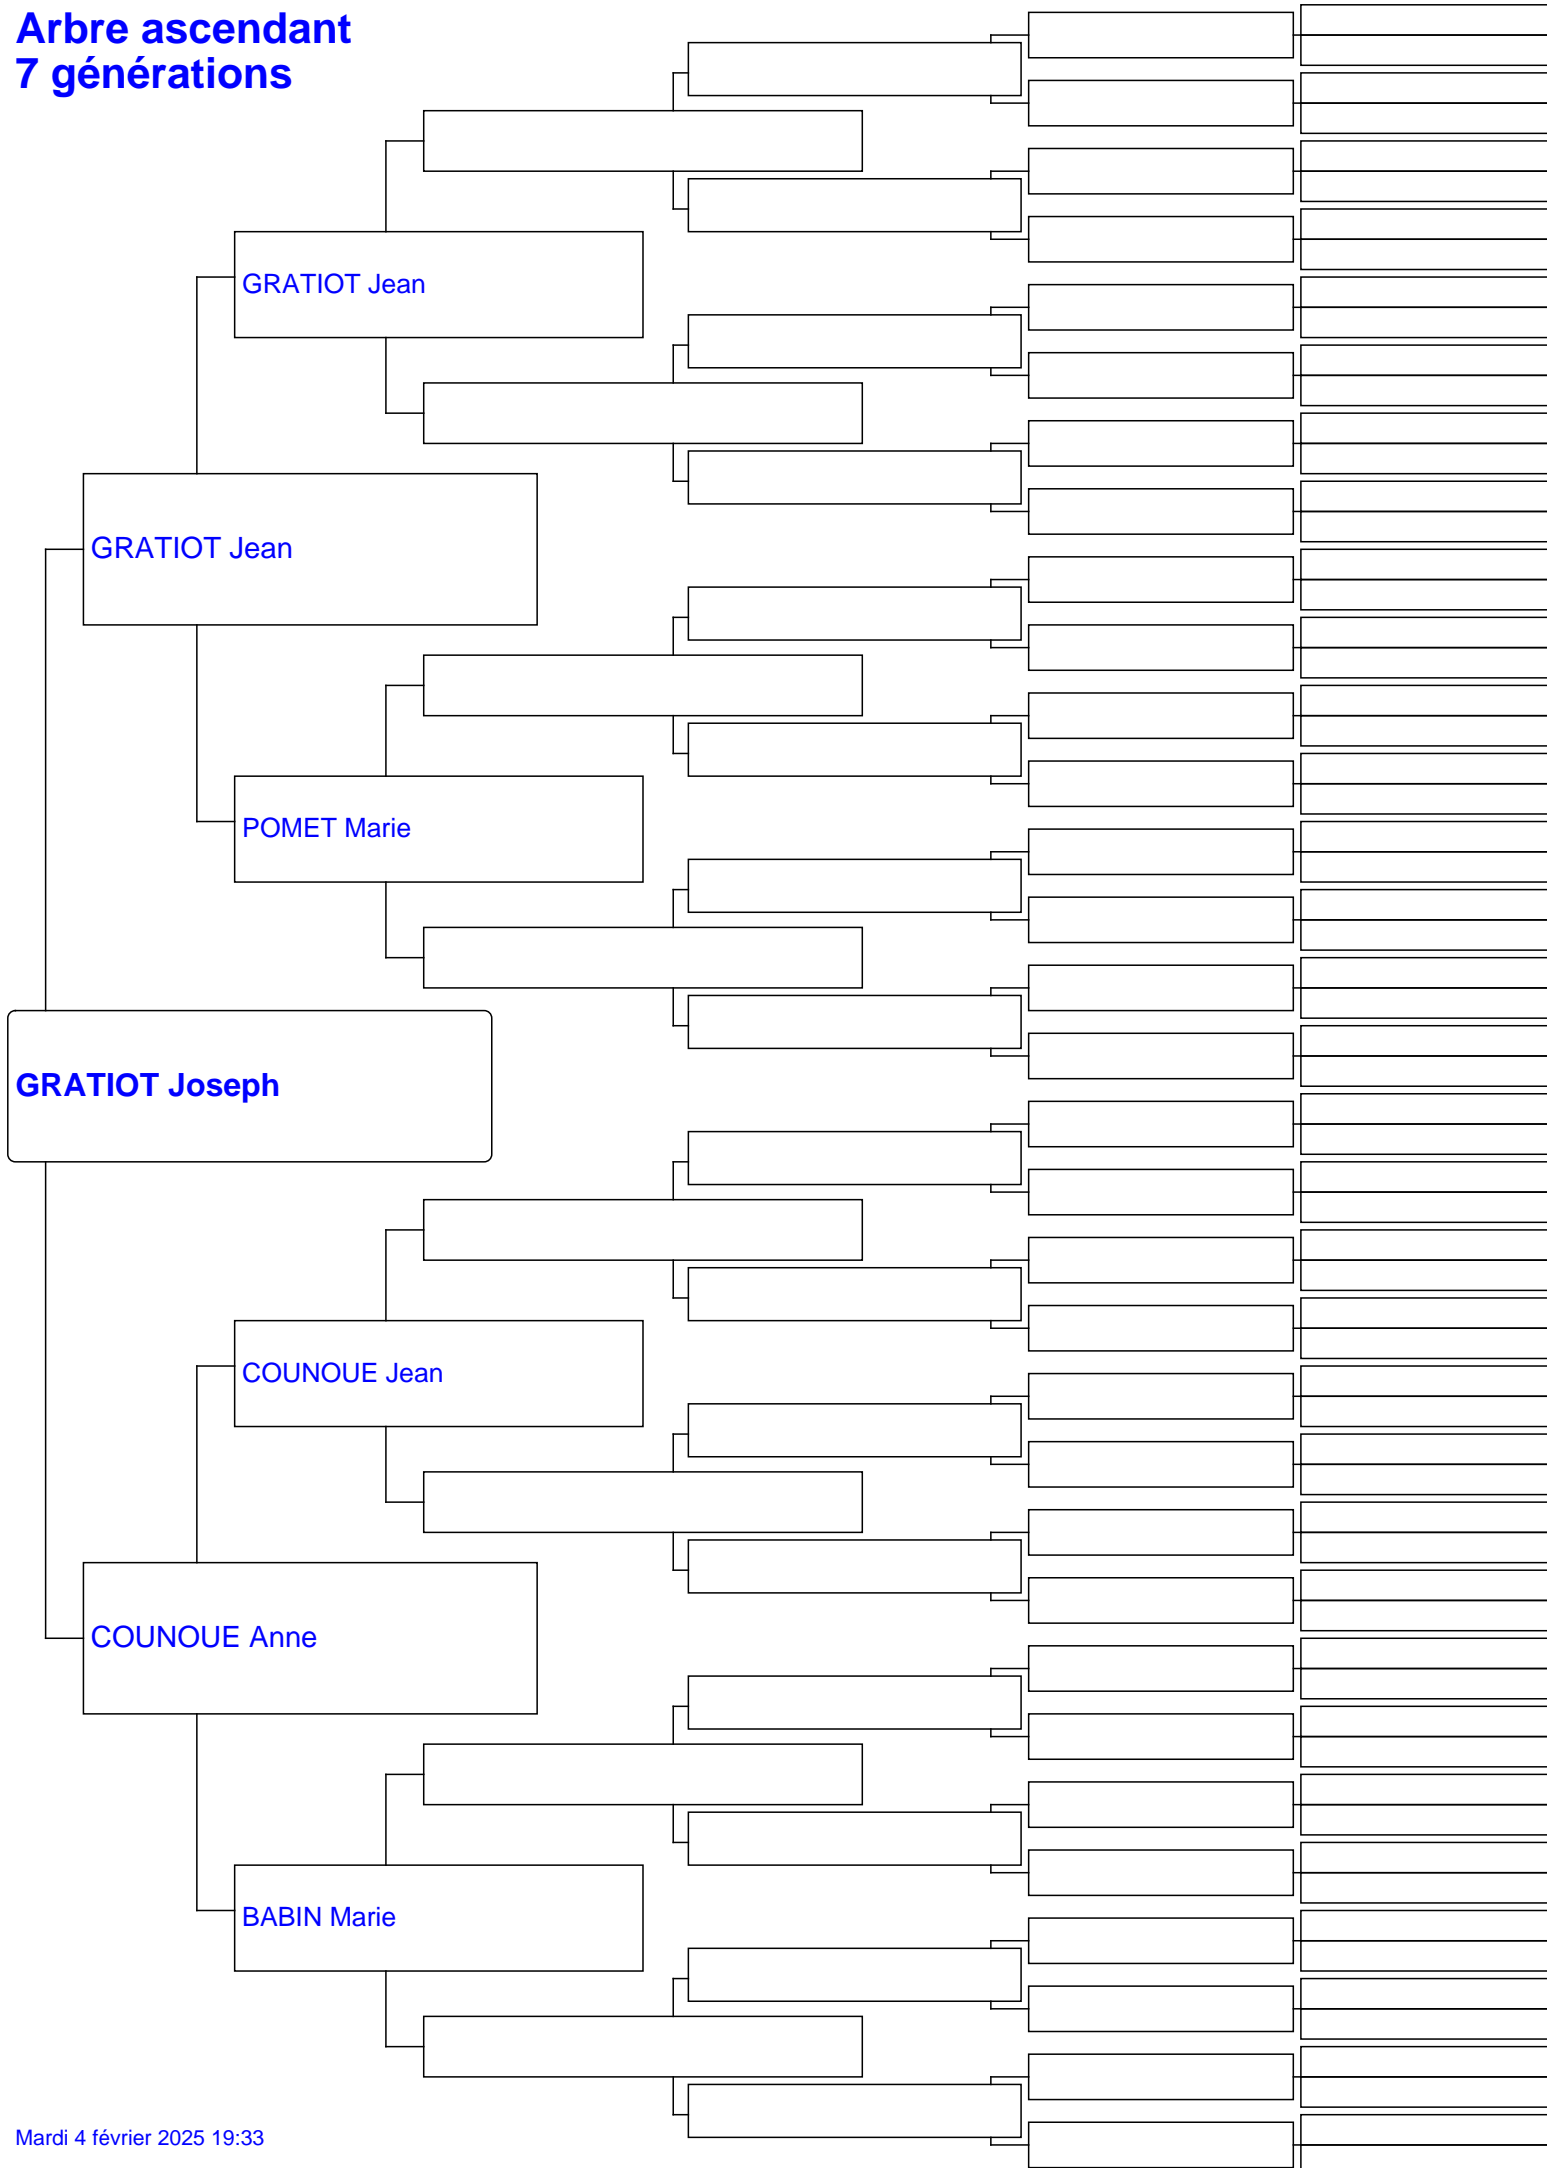 Arbre ascendant
7 générations
GRATIOT Jean
GRATIOT Jean
POMET Marie
GRATIOT Joseph
COUNOUE Jean
COUNOUE Anne
BABIN Marie
Mardi 4 février 2025 19:33